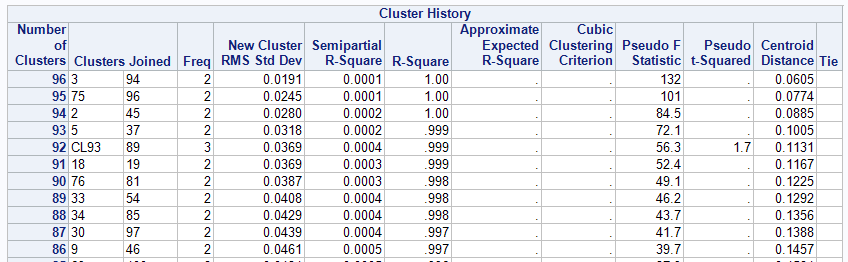 Cluster History
Number of Clusters Clusters Joined Freq New Cluster RMS Std Dev Semipartial R-Square R-Square Approximate Expected R-Square Cubic Clustering Criterion Pseudo F Statistic Pseudo t-Squared Centroid Distance Tie
96 3 94 2 0.0191 0.0001 1.00 . . 132 . 0.0605
95 75 96 2 0.0245 0.0001 1.00 . . 101 . 0.0774
94 2 45 2 0.0280 0.0002 1.00 . . 84.5 . 0.0885
93 5 37 2 0.0318 0.0002 .999 . . 72.1 . 0.1005
92 CL93 89 3 0.0369 0.0004 .999 . . 56.3 1.7 0.1131
91 18 19 2 0.0369 0.0003 .999 . . 52.4 . 0.1167
90 76 81 2 0.0387 0.0003 .998 . . 49.1 . 0.1225
89 33 54 2 0.0408 0.0004 .998 . . 46.2 . 0.1292
88 34 85 2 0.0429 0.0004 .998 . . 43.7 . 0.1356
87 30 97 2 0.0439 0.0004 .997 . . 41.7 . 0.1388
86 9 46 2 0.0461 0.0005 .997 . . 39.7 . 0.1457